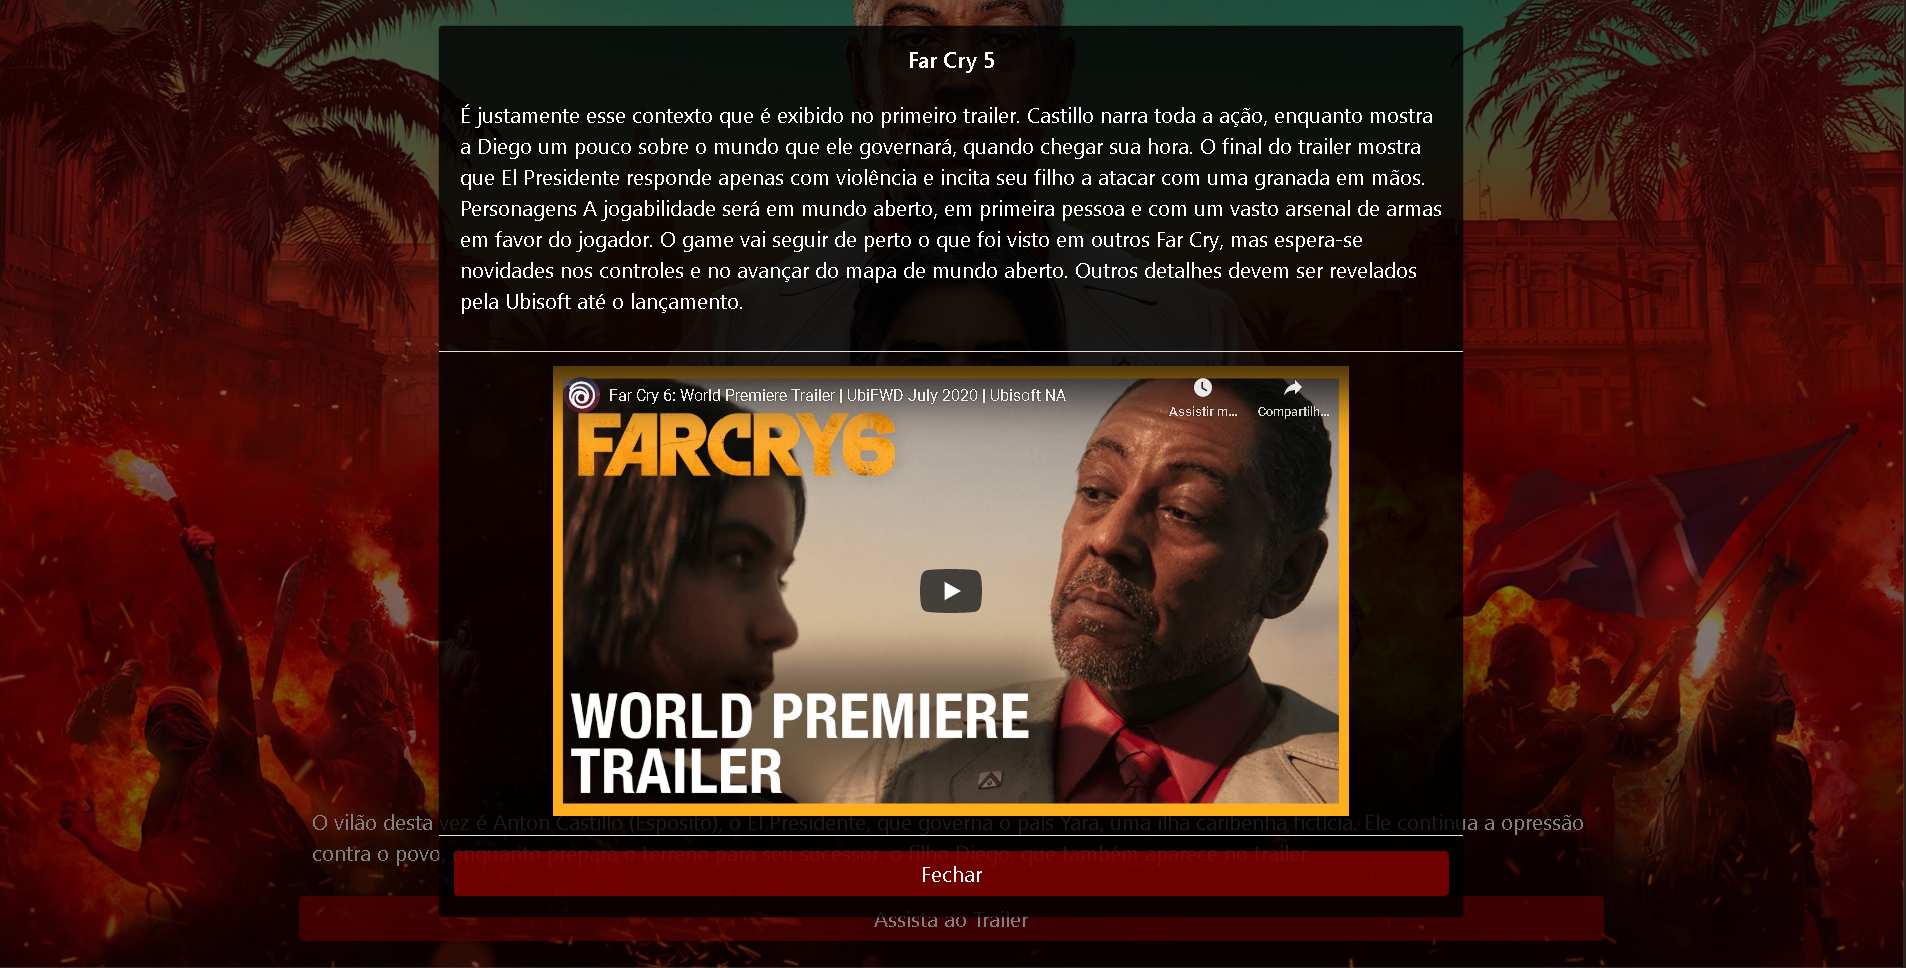 Far Cry 5
É justamente esse contexto que é exibido no primeiro trailer. Castillo narra toda a ação, enquanto mostra
a Diego um pouco sobre o mundo que ele governará, quando chegar sua hora. O final do trailer mostra
que El Presidente responde apenas com violência e incita seu filho a atacar com uma granada em mãos.
Personagens A jogabilidade será em mundo aberto, em primeira pessoa e com um vasto arsenal de armas
em favor do jogador. O game vai seguir de perto o que foi visto em outros Far Cry, mas espera-se
novidades nos controles e no avançar do mapa de mundo aberto. Outros detalhes devem ser revelados
pela Ubisoft até o lançamento.
Far Cry 6: World Premiere Trailer | UbiFWD July 2020 | Ubisoft NA
Assistir m...
Compartilh...
FARCRY6
WORLD PREMIERE
TRAILER
O vilão desta vez é Anton Castillo (Esposito), o El Presidente, que governa o país Yara, uma ilha caribenha fictícia. Ele continua a opressão
contra o povo, enquanto prepara o terreno para seu sucessor, o filho Diego, que também aparece no trailer.
Fechar
Assista ao Trailer